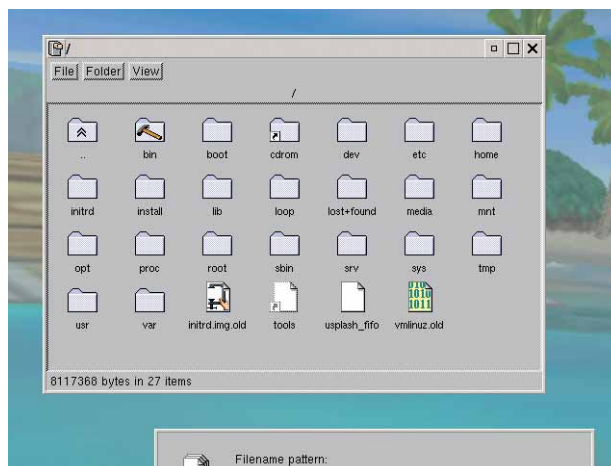 /
File Folder View
/
.. bin boot cdrom dev etc home
initrd install lib loop lost+found media mnt
opt proc root sbin srv sys tmp
usr var initrd.img.old tools usplash_fifo vmlinuz.old
8117368 bytes in 27 items
Filename pattern: